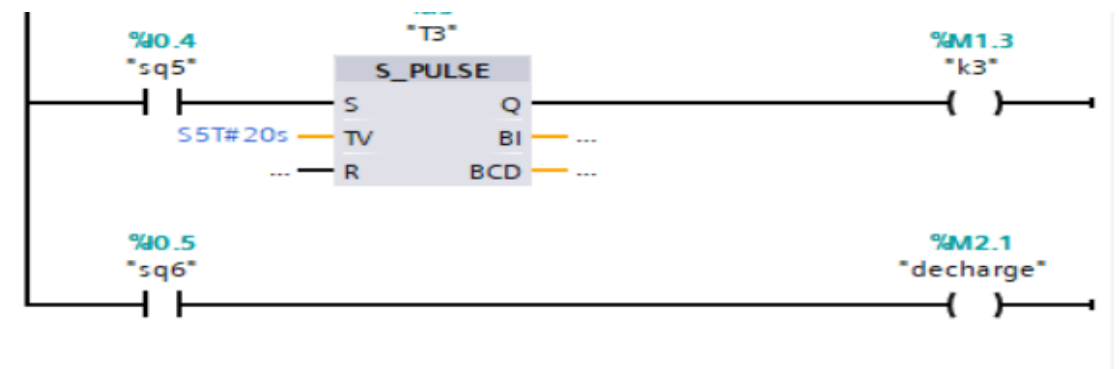 %I0.4
"sq5"
"T3"
S_PULSE
%M1.3
"k3"
S Q
S5T#20s TV BI ...
... R BCD ...
%I0.5
"sq6"
%M2.1
"decharge"